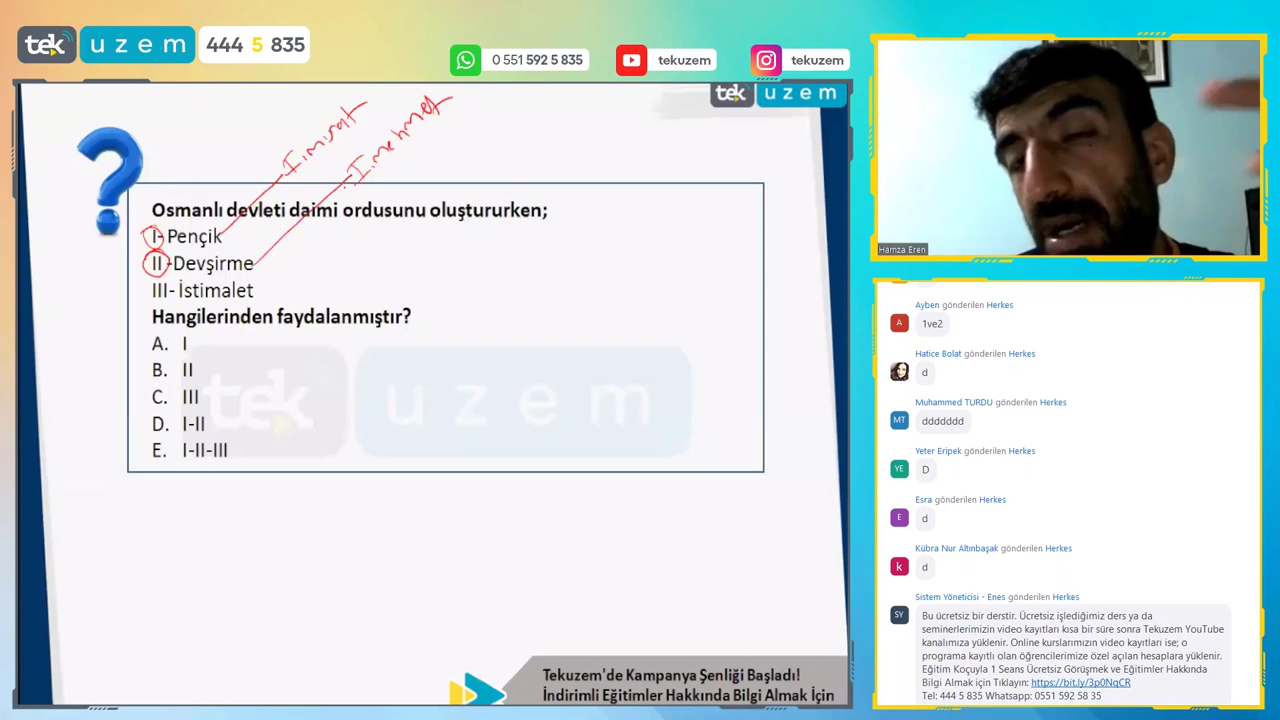 tek uzem 444 5 835
0 551 592 5 835 tekuzem tekuzem
tek uzem
I.murat
I.mehmet
Osmanlı devleti daimi ordusunu oluştururken;
I- Pençik
II -Devşirme
III- İstimalet
Hangilerinden faydalanmıştır?
A. I
B. II
C. III
D. I-II
E. I-II-III
tek uzem
Tekuzem'de Kampanya Şenliği Başladı!
İndirimli Eğitimler Hakkında Bilgi Almak İçin
Hamza Eren
Ayben gönderilen Herkes
A 1ve2
Hatice Bolat gönderilen Herkes
d
Muhammed TURDU gönderilen Herkes
MT ddddddd
Yeter Eripek gönderilen Herkes
YE D
Esra gönderilen Herkes
E d
Kübra Nur Altınbaşak gönderilen Herkes
k d
Sistem Yöneticisi - Enes gönderilen Herkes
SY Bu ücretsiz bir derstir. Ücretsiz işlediğimiz ders ya da
seminerlerimizin video kayıtları kısa bir süre sonra Tekuzem YouTube
kanalımıza yüklenir. Online kurslarımızın video kayıtları ise; o
programa kayıtlı olan öğrencilerimize özel açılan hesaplara yüklenir.
Eğitim Koçuyla 1 Seans Ücretsiz Görüşmek ve Eğitimler Hakkında
Bilgi Almak için Tıklayın: https://bit.ly/3p0NqCR
Tel: 444 5 835 Whatsapp: 0551 592 58 35